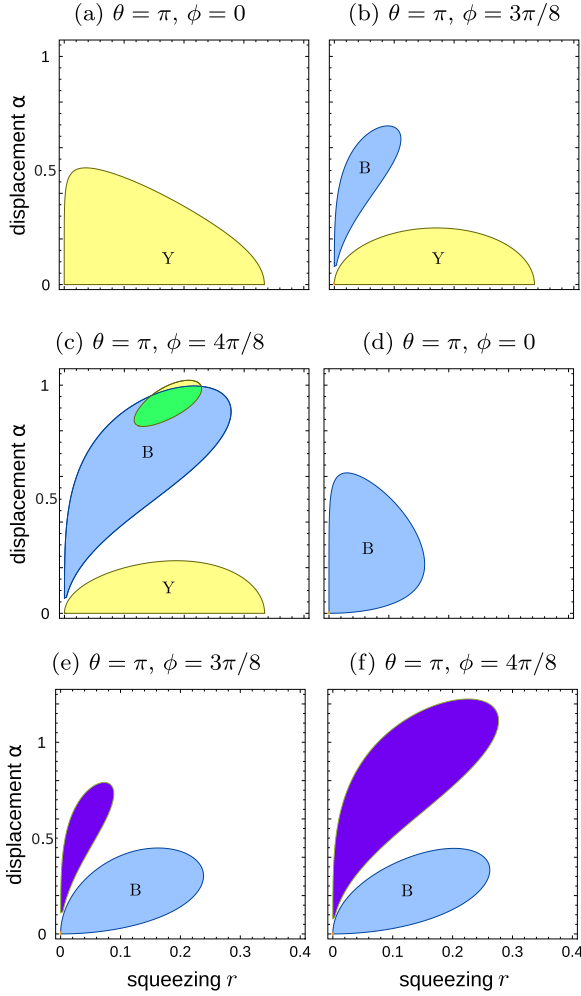 (a) θ = π, ϕ = 0
(b) θ = π, ϕ = 3π/8
displacement α
1
0.5
0
Y
B
Y
(c) θ = π, ϕ = 4π/8
(d) θ = π, ϕ = 0
displacement α
1
0.5
0
B
Y
B
(e) θ = π, ϕ = 3π/8
(f) θ = π, ϕ = 4π/8
displacement α
1
0.5
0
B
B
0 0.1 0.2 0.3 0.4
0 0.1 0.2 0.3 0.4
squeezing r
squeezing r